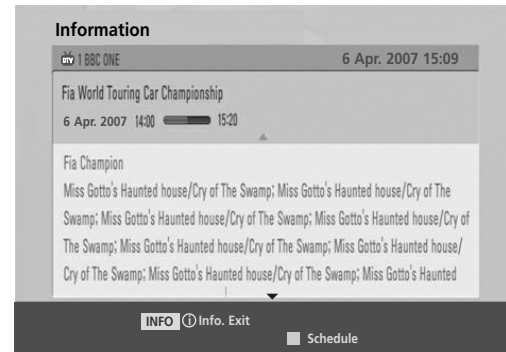 Information
DTV 1 BBC ONE 6 Apr. 2007 15:09
Fia World Touring Car Championship
6 Apr. 2007 14:00 15:20
Fia Champion
Miss Gotto's Haunted house/Cry of The Swamp; Miss Gotto's Haunted house/Cry of The
Swamp; Miss Gotto's Haunted house/Cry of The Swamp; Miss Gotto's Haunted house/Cry of
The Swamp; Miss Gotto's Haunted house/Cry of The Swamp; Miss Gotto's Haunted house/
Cry of The Swamp; Miss Gotto's Haunted house/Cry of The Swamp; Miss Gotto's Haunted
INFO ⓘ Info. Exit
Schedule